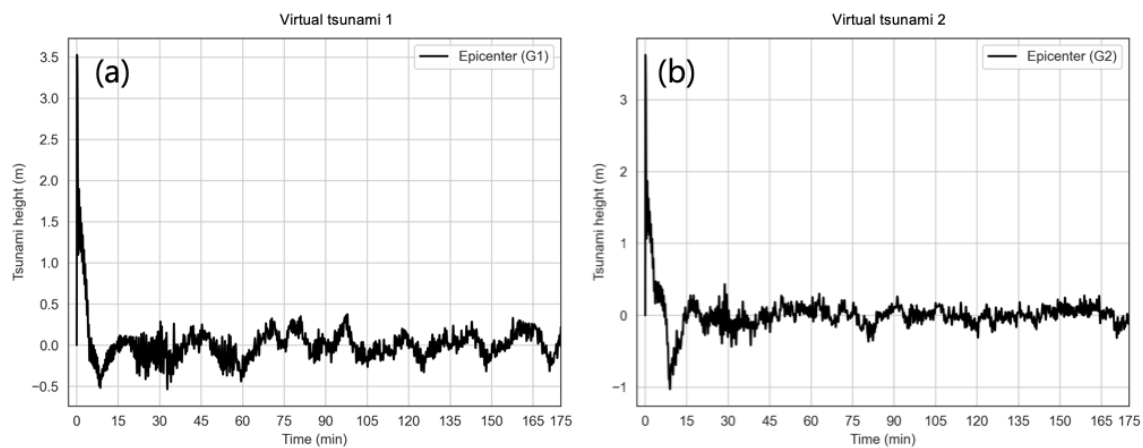 Virtual tsunami 1
(a)
Epicenter (G1)
3.5
3.0
2.5
2.0
1.5
1.0
0.5
0.0
−0.5
Tsunami height (m)
0 15 30 45 60 75 90 105 120 135 150 165 175
Time (min)
Virtual tsunami 2
(b)
Epicenter (G2)
3
2
1
0
−1
Tsunami height (m)
0 15 30 45 60 75 90 105 120 135 150 165 175
Time (min)